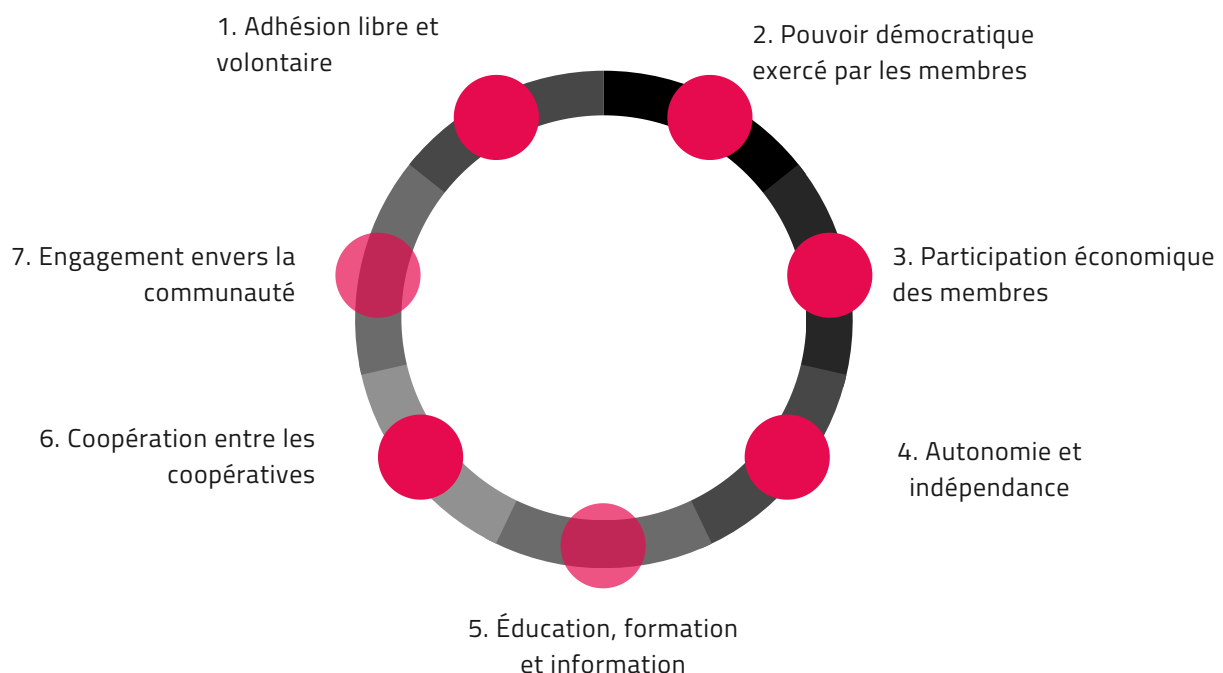 1. Adhésion libre et
volontaire
2. Pouvoir démocratique
exercé par les membres
3. Participation économique
des membres
4. Autonomie et
indépendance
5. Éducation, formation
et information
6. Coopération entre les
coopératives
7. Engagement envers la
communauté